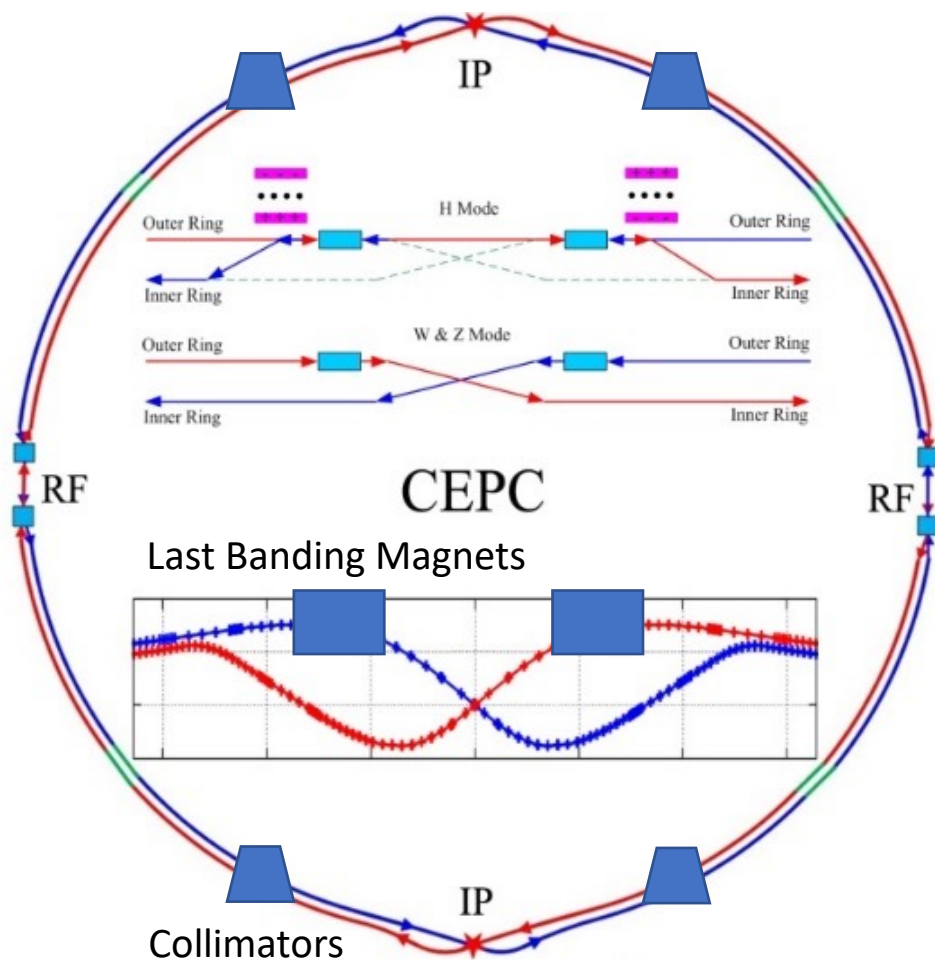 IP
- - -
+ + +
H Mode
Outer Ring
Outer Ring
+ + +
- - -
Inner Ring
Inner Ring
W & Z Mode
Outer Ring
Outer Ring
Inner Ring
Inner Ring
RF
CEPC
RF
Last Banding Magnets
IP
Collimators